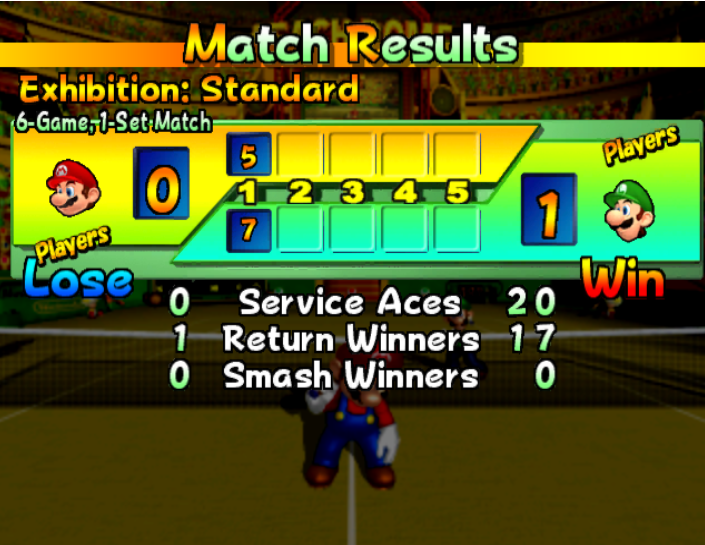 Match Results
Exhibition: Standard
6-Game, 1-Set Match
0 5
1 2 3 4 5
7 1
Players
Players
Lose Win
0 Service Aces 20
1 Return Winners 17
0 Smash Winners 0